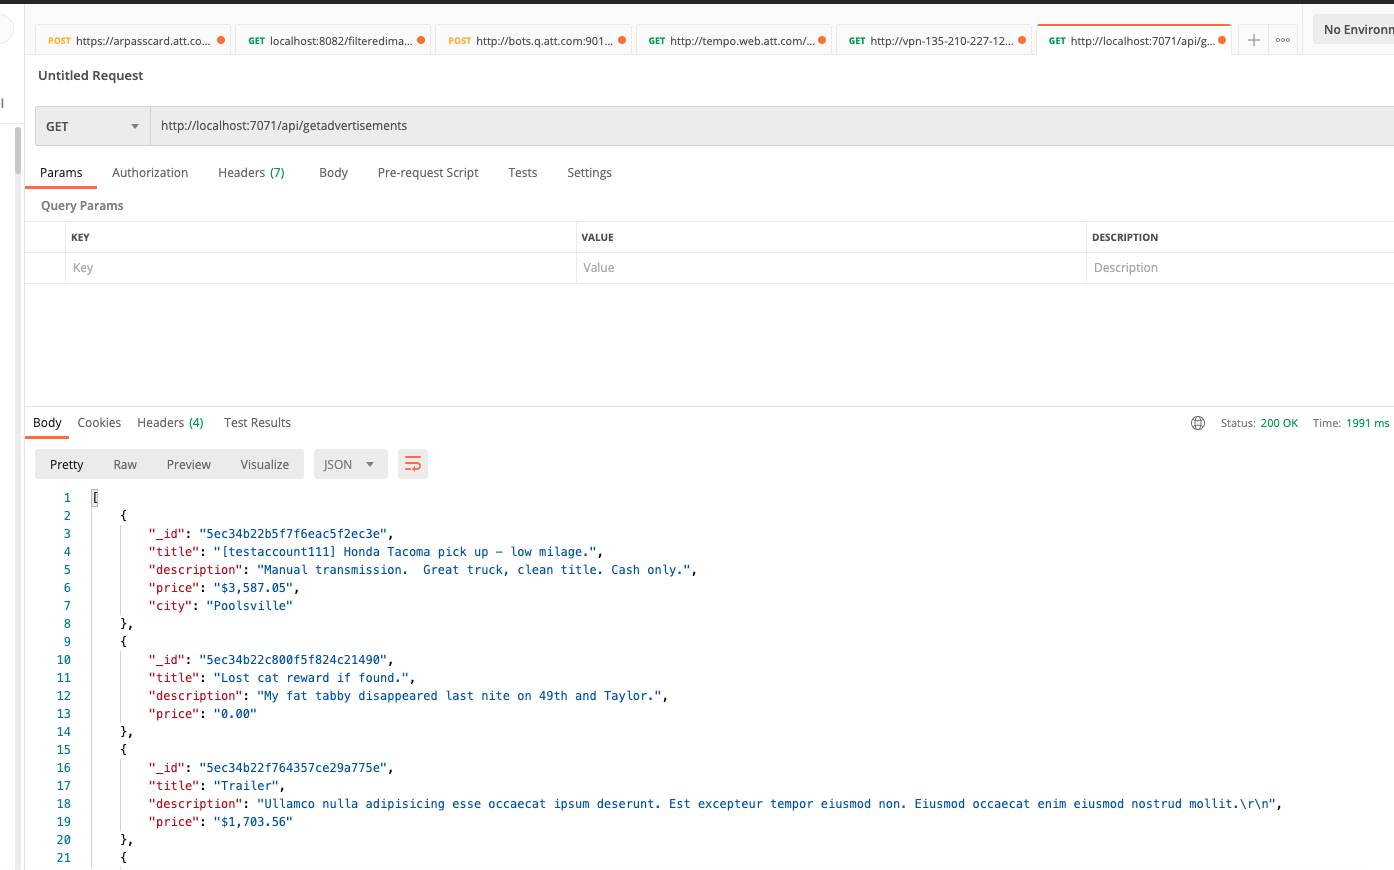 POST https://arpasscard.att.co...
GET localhost:8082/filteredima...
POST http://bots.q.att.com:901...
GET http://tempo.web.att.com/...
GET http://vpn-135-210-227-12...
GET http://localhost:7071/api/g...
No Environm
Untitled Request
GET
http://localhost:7071/api/getadvertisements
Params Authorization Headers (7) Body Pre-request Script Tests Settings
Query Params
KEY VALUE DESCRIPTION
Key Value Description
Body Cookies Headers (4) Test Results
Status: 200 OK Time: 1991 ms
Pretty Raw Preview Visualize JSON
1 [
2 {
3 "_id": "5ec34b22b5f7f6eac5f2ec3e",
4 "title": "[testaccount111] Honda Tacoma pick up – low milage.",
5 "description": "Manual transmission.  Great truck, clean title. Cash only.",
6 "price": "$3,587.05",
7 "city": "Poolsville"
8 },
9 {
10 "_id": "5ec34b22c800f5f824c21490",
11 "title": "Lost cat reward if found.",
12 "description": "My fat tabby disappeared last nite on 49th and Taylor.",
13 "price": "0.00"
14 },
15 {
16 "_id": "5ec34b22f764357ce29a775e",
17 "title": "Trailer",
18 "description": "Ullamco nulla adipisicing esse occaecat ipsum deserunt. Est excepteur tempor eiusmod non. Eiusmod occaecat enim eiusmod nostrud mollit.\r\n",
19 "price": "$1,703.56"
20 },
21 {